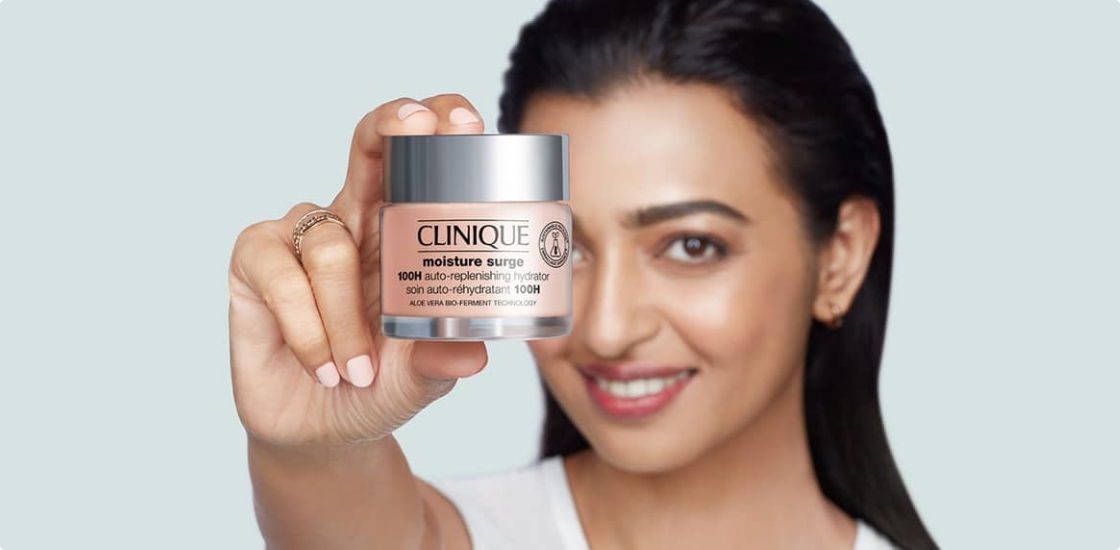 CLINIQUE
moisture surge
100H auto-replenishing hydrator
soin auto-réhydratant 100H
ALOE VERA BIO-FERMENT TECHNOLOGY